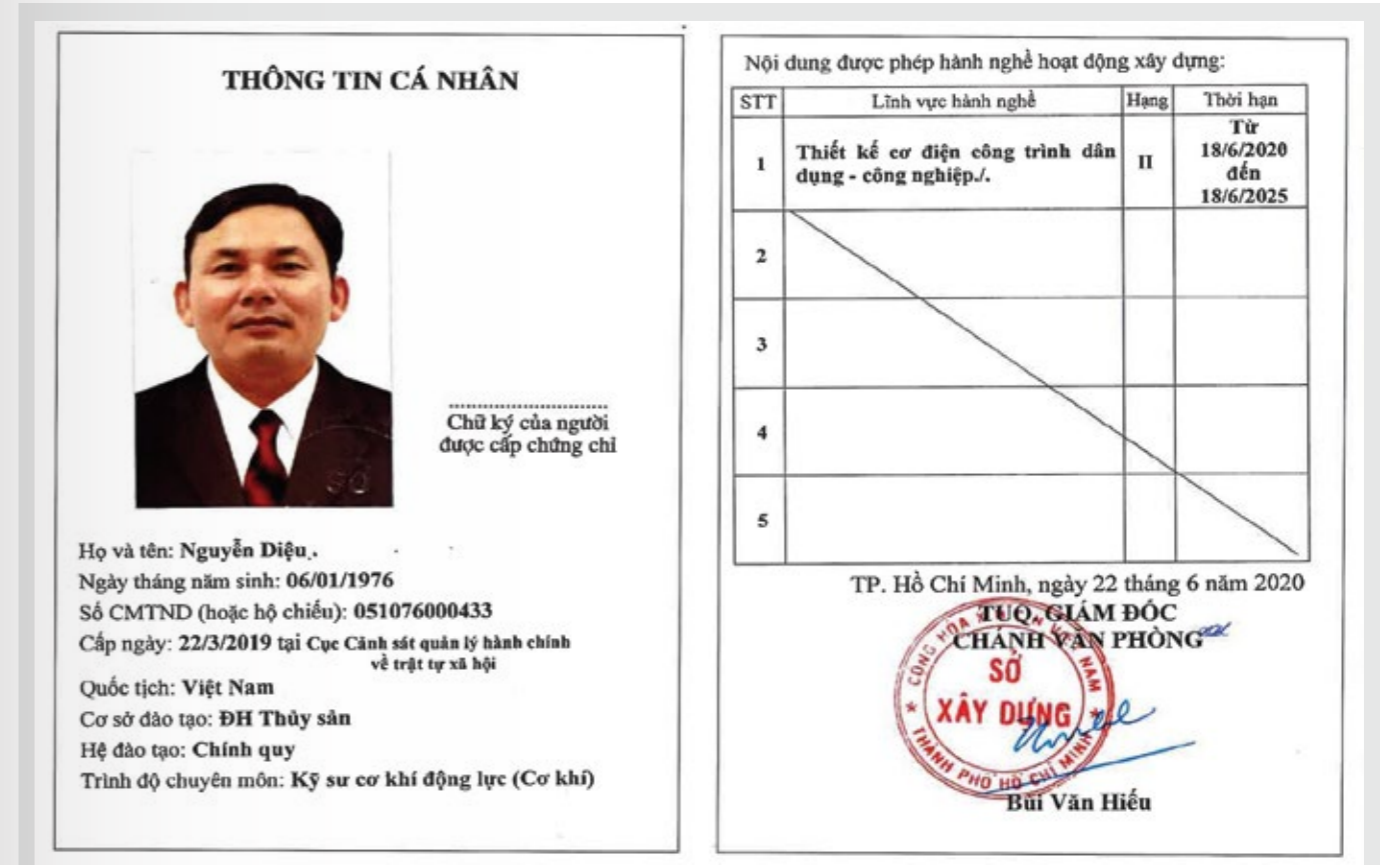 THÔNG TIN CÁ NHÂN
Chữ ký của người
được cấp chứng chỉ
Họ và tên: Nguyễn Diệu.
Ngày tháng năm sinh: 06/01/1976
Số CMTND (hoặc hộ chiếu): 051076000433
Cấp ngày: 22/3/2019 tại Cục Cảnh sát quản lý hành chính
về trật tự xã hội
Quốc tịch: Việt Nam
Cơ sở đào tạo: ĐH Thủy sản
Hệ đào tạo: Chính quy
Trình độ chuyên môn: Kỹ sư cơ khí động lực (Cơ khí)
Nội dung được phép hành nghề hoạt động xây dựng:
STT Lĩnh vực hành nghề Hạng Thời hạn
1 Thiết kế cơ điện công trình dân dụng - công nghiệp./. II Từ 18/6/2020 đến 18/6/2025
2
3
4
5
TP. Hồ Chí Minh, ngày 22 tháng 6 năm 2020
TUQ. GIÁM ĐỐC
CHÁNH VĂN PHÒNG
SỞ
XÂY DỰNG
THÀNH PHỐ HỒ CHÍ MINH
Bùi Văn Hiếu